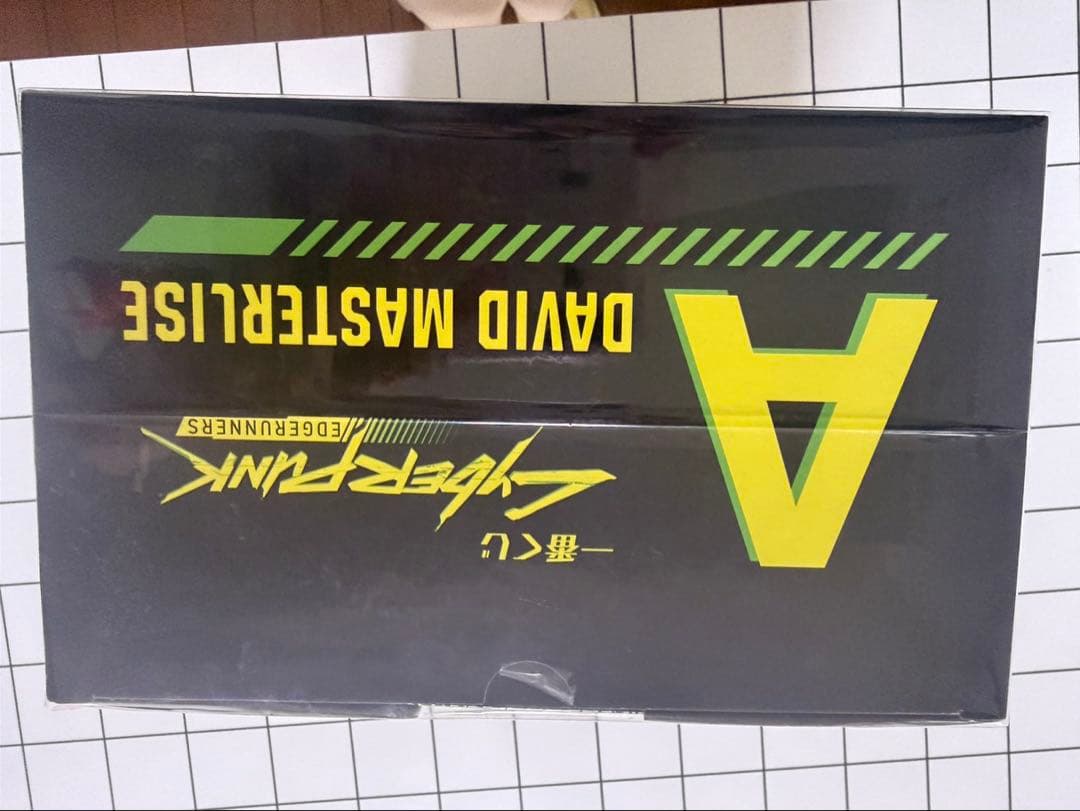 A
一番くじ
Cyberpunk
EDGERUNNERS
DAVID MASTERLISE